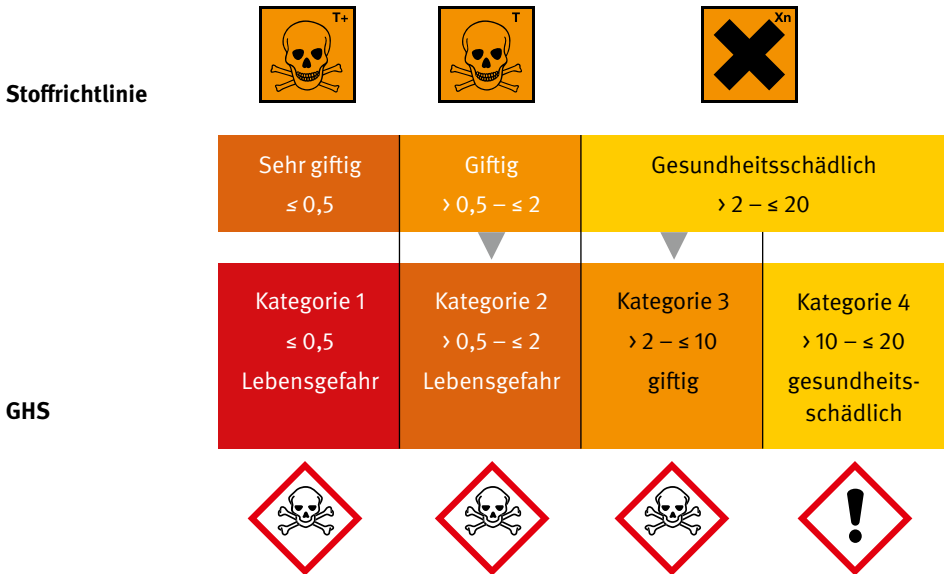 T+
T
Xn
Stoffrichtlinie
Sehr giftig
≤ 0,5
Giftig
> 0,5 – ≤ 2
Gesundheitsschädlich
> 2 – ≤ 20
Kategorie 1
≤ 0,5
Lebensgefahr
Kategorie 2
> 0,5 – ≤ 2
Lebensgefahr
Kategorie 3
> 2 – ≤ 10
giftig
Kategorie 4
> 10 – ≤ 20
gesundheits-
schädlich
GHS